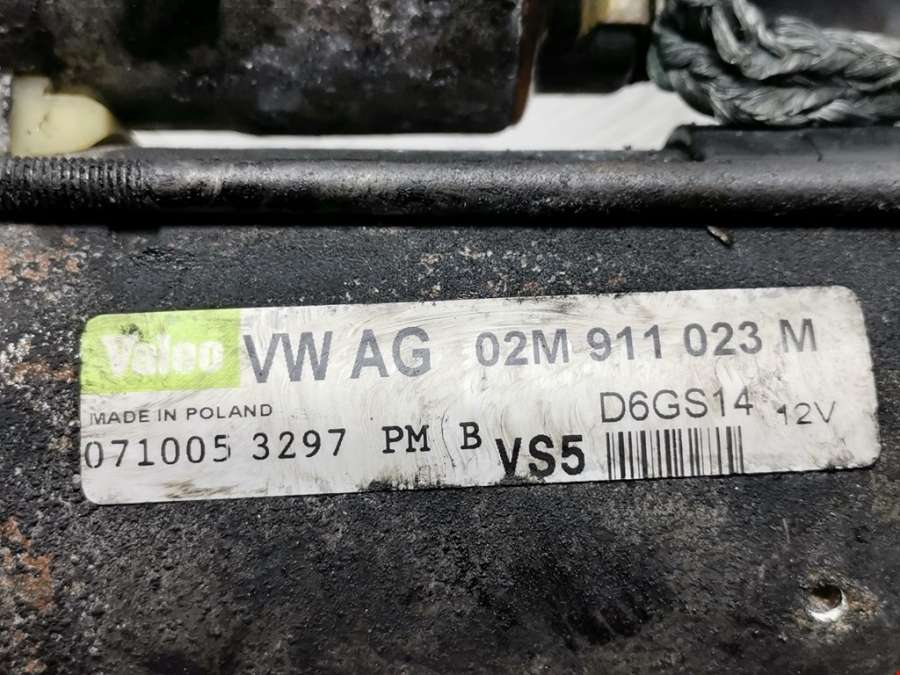 Valeo VW AG 02M 911 023 M
MADE IN POLAND D6GS14 12V
071005 3297 PM B VS5